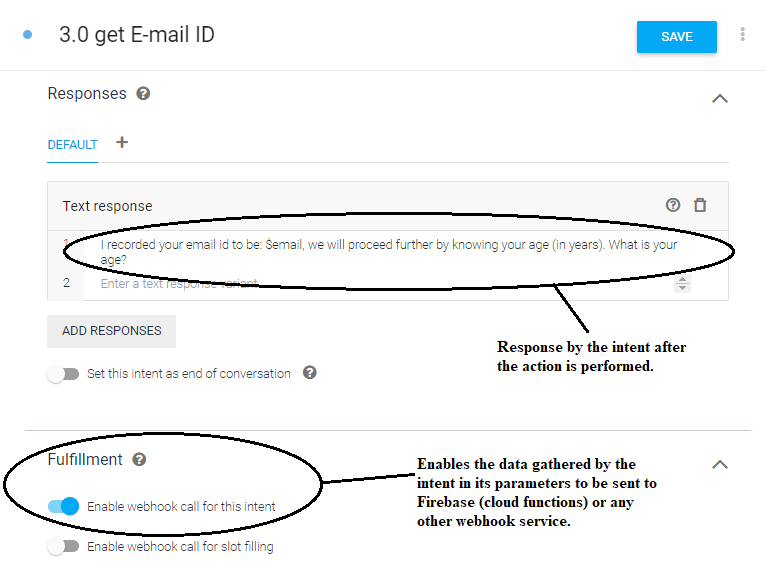 3.0 get E-mail ID
SAVE
Responses
DEFAULT +
Text response
1 I recorded your email id to be: $email, we will proceed further by knowing your age (in years). What is your
age?
2 Enter a text response variant
ADD RESPONSES
Response by the intent after
the action is performed.
Set this intent as end of conversation
Fulfillment
Enables the data gathered by the
intent in its parameters to be sent to
Firebase (cloud functions) or any
other webhook service.
Enable webhook call for this intent
Enable webhook call for slot filling